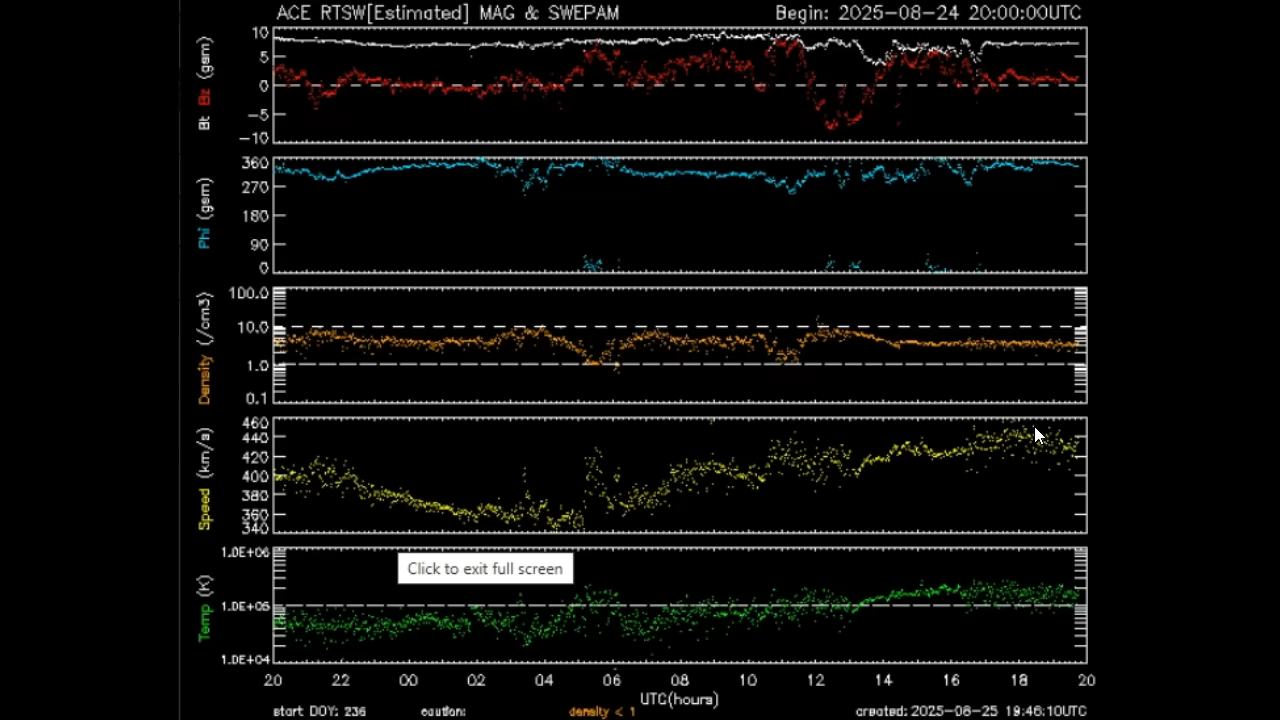 ACE RTSW[Estimated] MAG & SWEPAM Begin: 2025-08-24 20:00:00UTC
Bt Bz (gsm)
10
5
0
-5
-10
Phi (gsm)
360
270
180
90
0
Density (/cm3)
100.0
10.0
1.0
0.1
Speed (km/s)
460
440
420
400
380
360
340
Temp (K)
1.0E+06
1.0E+05
1.0E+04
Click to exit full screen
20 22 00 02 04 06 08 10 12 14 16 18 20
UTC(hours)
start DOY: 236 caution: density < 1 created: 2025-08-25 19:46:10UTC